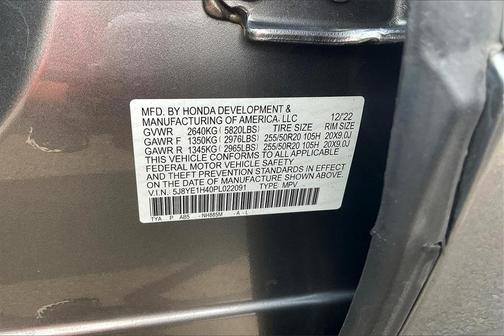 MFD. BY HONDA DEVELOPMENT &
MANUFACTURING OF AMERICA, LLC 12/22
GVWR 2640KG (5820LBS) TIRE SIZE RIM SIZE
GAWR F 1350KG (2976LBS) 255/50R20 105H 20X9.0J
GAWR R 1345KG (2965LBS) 255/50R20 105H 20X9.0J
THIS VEHICLE CONFORMS TO ALL APPLICABLE
FEDERAL MOTOR VEHICLE SAFETY
AND THEFT PREVENTION STANDARDS
IN EFFECT ON THE DATE OF MANUFACTURE
SHOWN ABOVE.
V.I.N. 5J8YE1H40PL022091 TYPE MPV
TYA P AB5 - NH885M - A - L